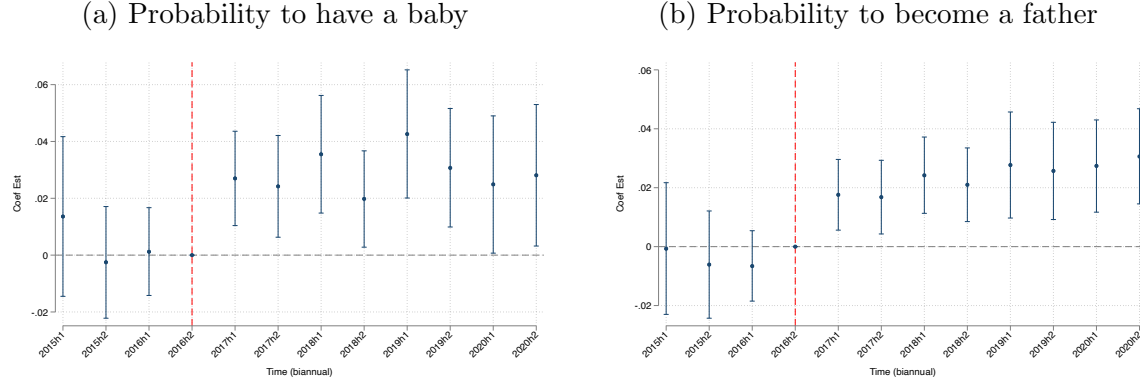 (a) Probability to have a baby
.06
.04
.02
0
-.02
Coef Est
2015h1
2015h2
2016h1
2016h2
2017h1
2017h2
2018h1
2018h2
2019h1
2019h2
2020h1
2020h2
Time (biannual)
(b) Probability to become a father
.06
.04
.02
0
-.02
Coef Est
2015h1
2015h2
2016h1
2016h2
2017h1
2017h2
2018h1
2018h2
2019h1
2019h2
2020h1
2020h2
Time (biannual)